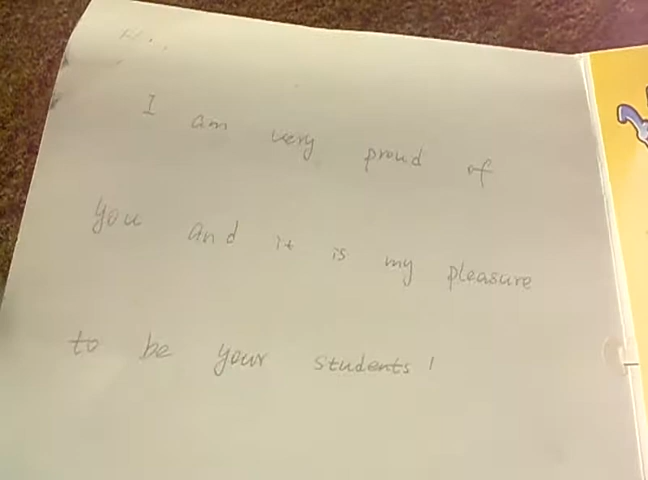 I am very proud of
you and it is my pleasure
to be your students!